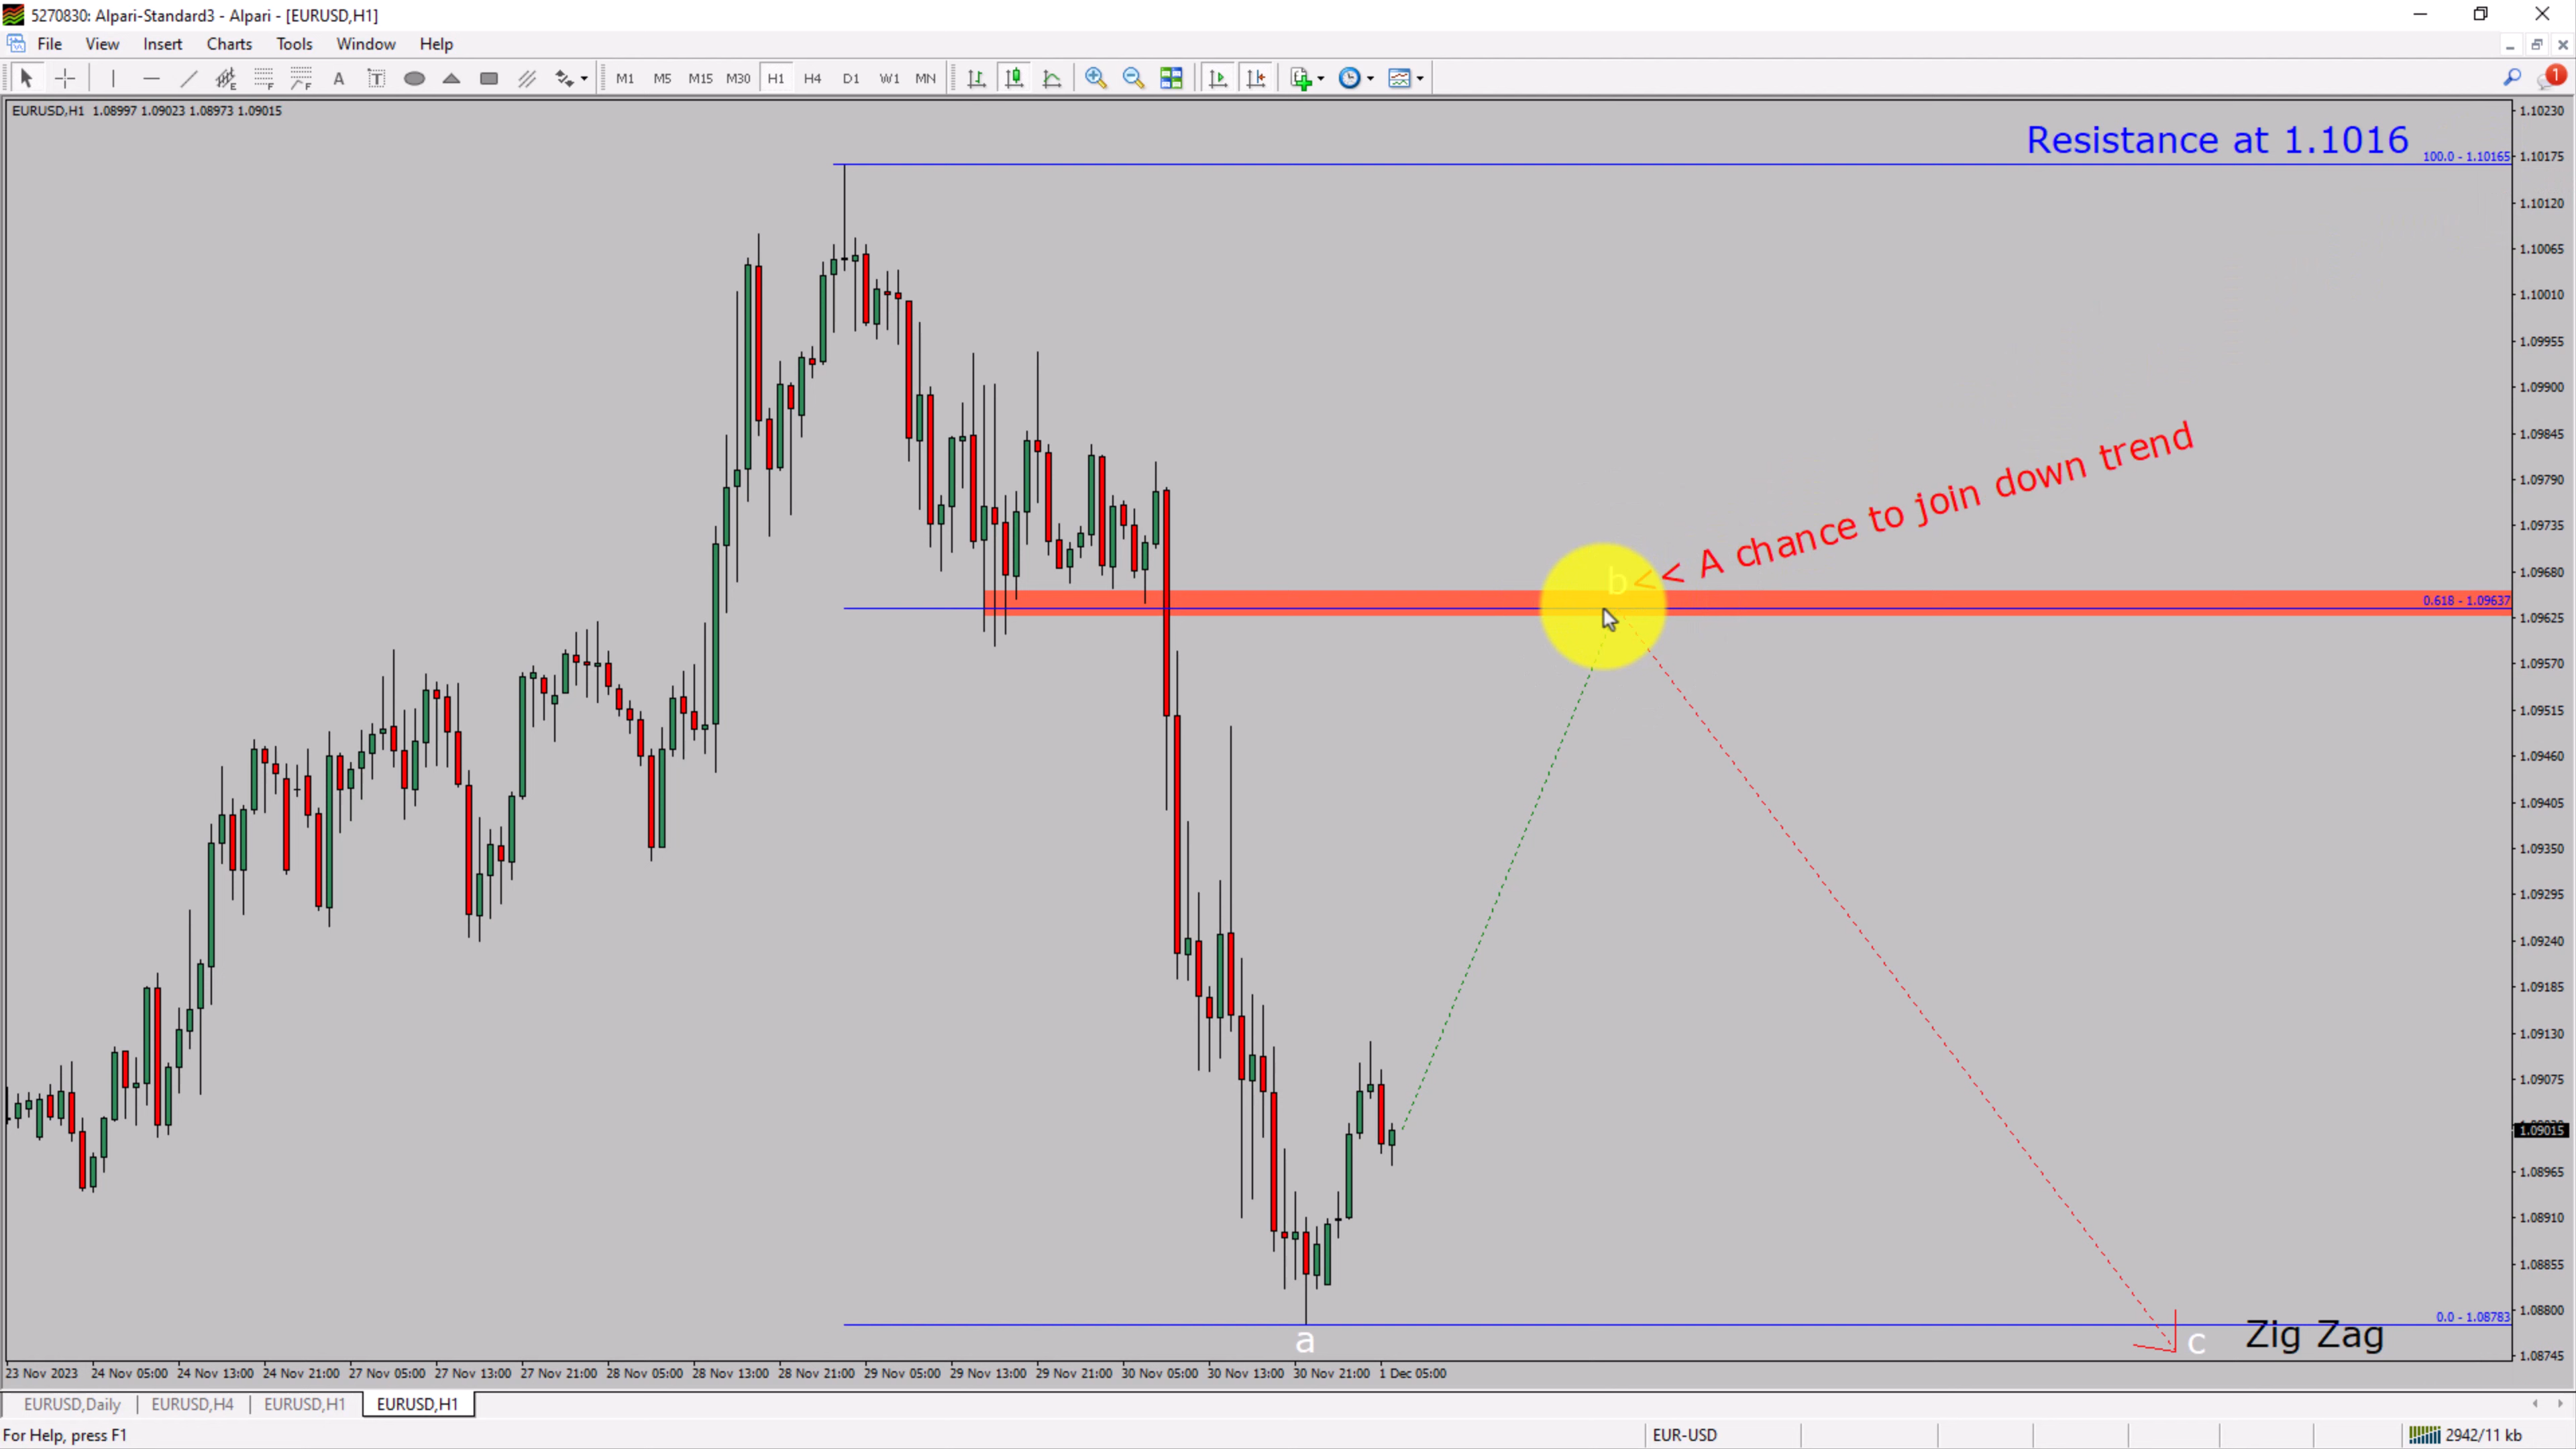 5270830: Alpari-Standard3 - Alpari - [EURUSD,H1]
File View Insert Charts Tools Window Help
M1 M5 M15 M30 H1 H4 D1 W1 MN
1
EURUSD,H1 1.08997 1.09023 1.08973 1.09015
Resistance at 1.1016
100.0 - 1.10165
b << A chance to join down trend
0.618 - 1.09637
0.0 - 1.08783
a
c Zig Zag
1.10230
1.10175
1.10120
1.10065
1.10010
1.09955
1.09900
1.09845
1.09790
1.09735
1.09680
1.09625
1.09570
1.09515
1.09460
1.09405
1.09350
1.09295
1.09240
1.09185
1.09130
1.09075
1.09015
1.08965
1.08910
1.08855
1.08800
1.08745
23 Nov 2023 24 Nov 05:00 24 Nov 13:00 24 Nov 21:00 27 Nov 05:00 27 Nov 13:00 27 Nov 21:00 28 Nov 05:00 28 Nov 13:00 28 Nov 21:00 29 Nov 05:00 29 Nov 13:00 29 Nov 21:00 30 Nov 05:00 30 Nov 13:00 30 Nov 21:00 1 Dec 05:00
EURUSD,Daily EURUSD,H4 EURUSD,H1 EURUSD,H1
For Help, press F1
EUR-USD
2942/11 kb